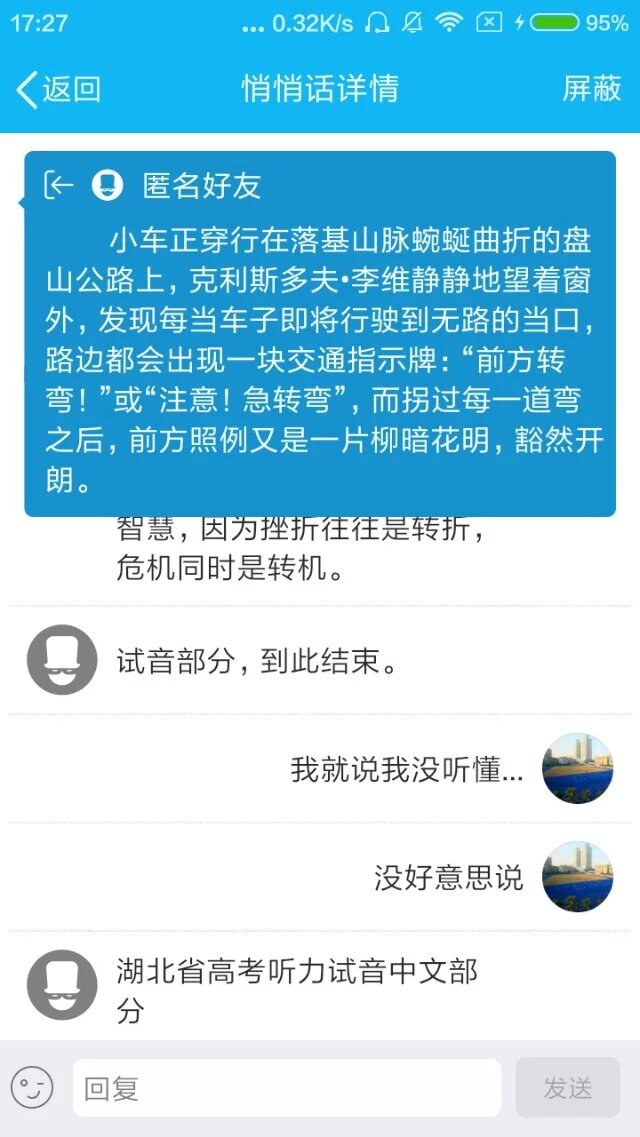 17:27
... 0.32K/s
95%
返回
悄悄话详情
屏蔽
匿名好友
小车正穿行在落基山脉蜿蜒曲折的盘
山公路上，克利斯多夫•李维静静地望着窗
外，发现每当车子即将行驶到无路的当口，
路边都会出现一块交通指示牌：“前方转
弯！”或“注意！急转弯”，而拐过每一道弯
之后，前方照例又是一片柳暗花明，豁然开
朗。
智慧，因为挫折往往是转折，
危机同时是转机。
试音部分，到此结束。
我就说我没听懂...
没好意思说
湖北省高考听力试音中文部
分
回复
发送